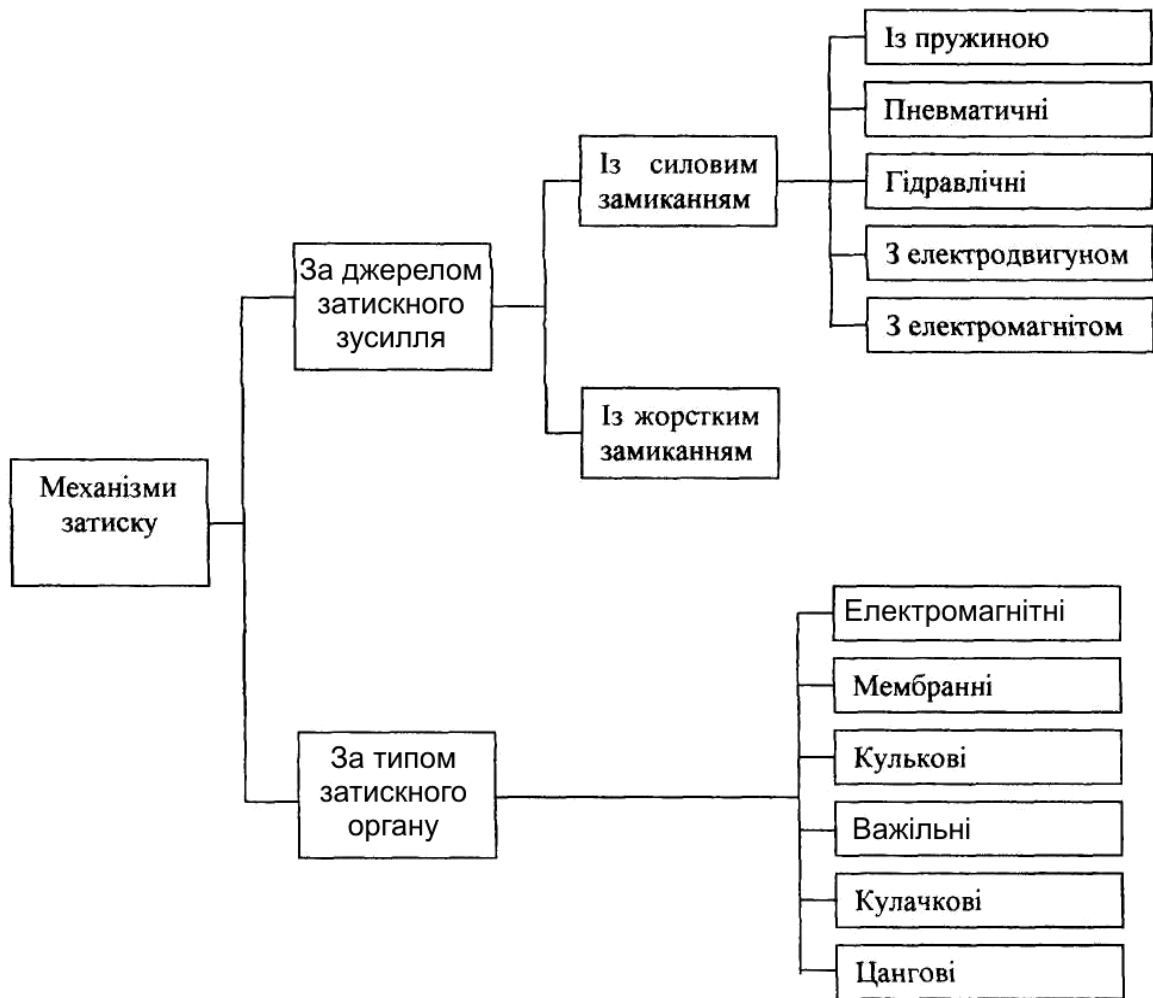 Механізми
затиску
За джерелом
затискного
зусилля
Із силовим
замиканням
Із пружиною
Пневматичні
Гідравлічні
З електродвигуном
З електромагнітом
Із жорстким
замиканням
За типом
затискного
органу
Електромагнітні
Мембранні
Кулькові
Важільні
Кулачкові
Цангові